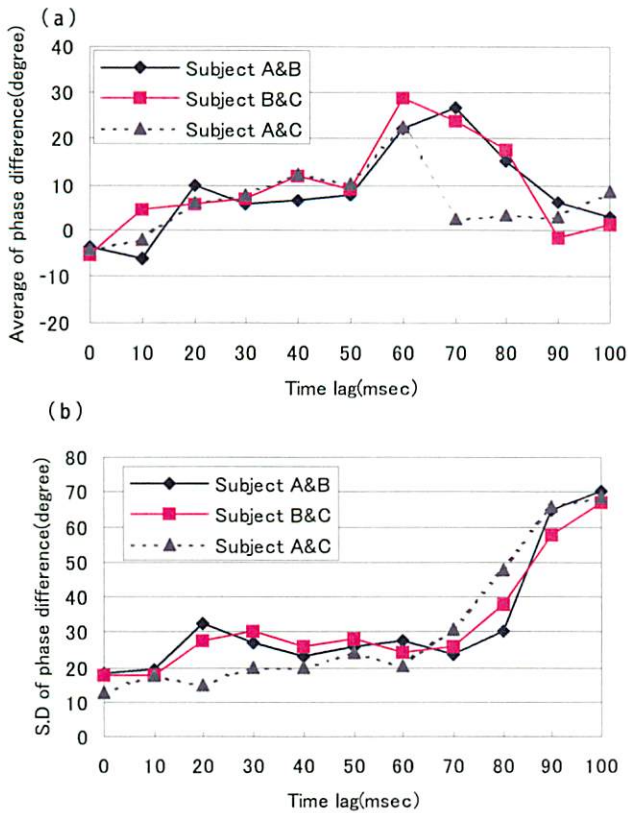 (a)
Average of phase difference(degree)
40
30
20
10
0
-10
-20
Subject A&B
Subject B&C
Subject A&C
0 10 20 30 40 50 60 70 80 90 100
Time lag(msec)
(b)
S.D of phase difference(degree)
80
70
60
50
40
30
20
10
0
Subject A&B
Subject B&C
Subject A&C
0 10 20 30 40 50 60 70 80 90 100
Time lag(msec)